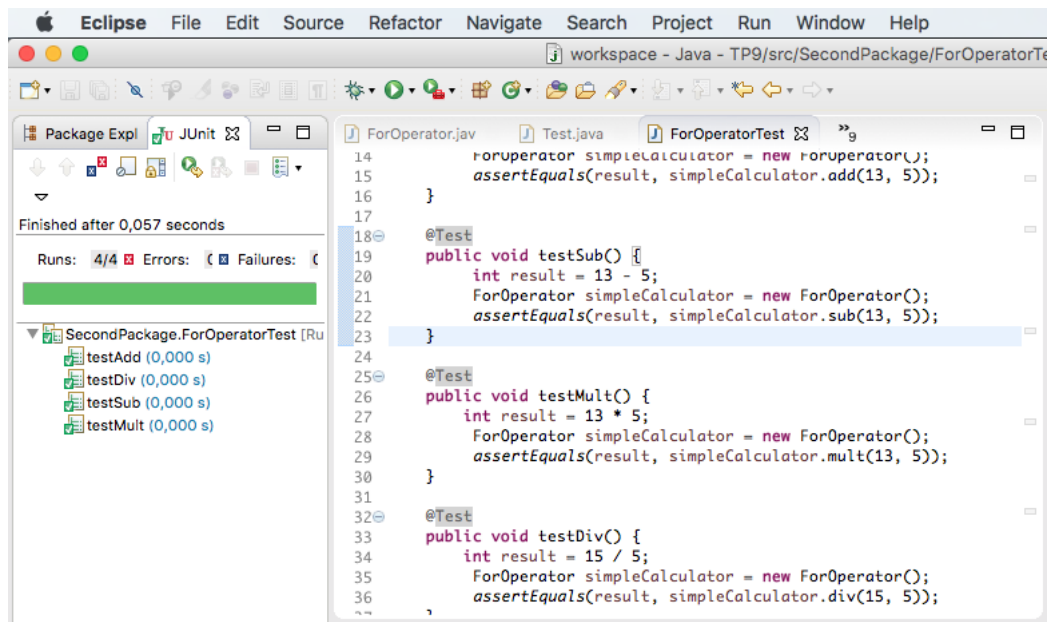 Eclipse File Edit Source Refactor Navigate Search Project Run Window Help
workspace - Java - TP9/src/SecondPackage/ForOperatorTe
Package Expl JUnit
Finished after 0,057 seconds
Runs: 4/4 Errors: 0 Failures: 0
SecondPackage.ForOperatorTest [Ru
testAdd (0,000 s)
testDiv (0,000 s)
testSub (0,000 s)
testMult (0,000 s)
ForOperator.jav Test.java ForOperatorTest »9
14 ForOperator simpleCalculator = new ForOperator();
15 assertEquals(result, simpleCalculator.add(13, 5));
16 }
17
18 @Test
19 public void testSub() {
20 int result = 13 - 5;
21 ForOperator simpleCalculator = new ForOperator();
22 assertEquals(result, simpleCalculator.sub(13, 5));
23 }
24
25 @Test
26 public void testMult() {
27 int result = 13 * 5;
28 ForOperator simpleCalculator = new ForOperator();
29 assertEquals(result, simpleCalculator.mult(13, 5));
30 }
31
32 @Test
33 public void testDiv() {
34 int result = 15 / 5;
35 ForOperator simpleCalculator = new ForOperator();
36 assertEquals(result, simpleCalculator.div(15, 5));